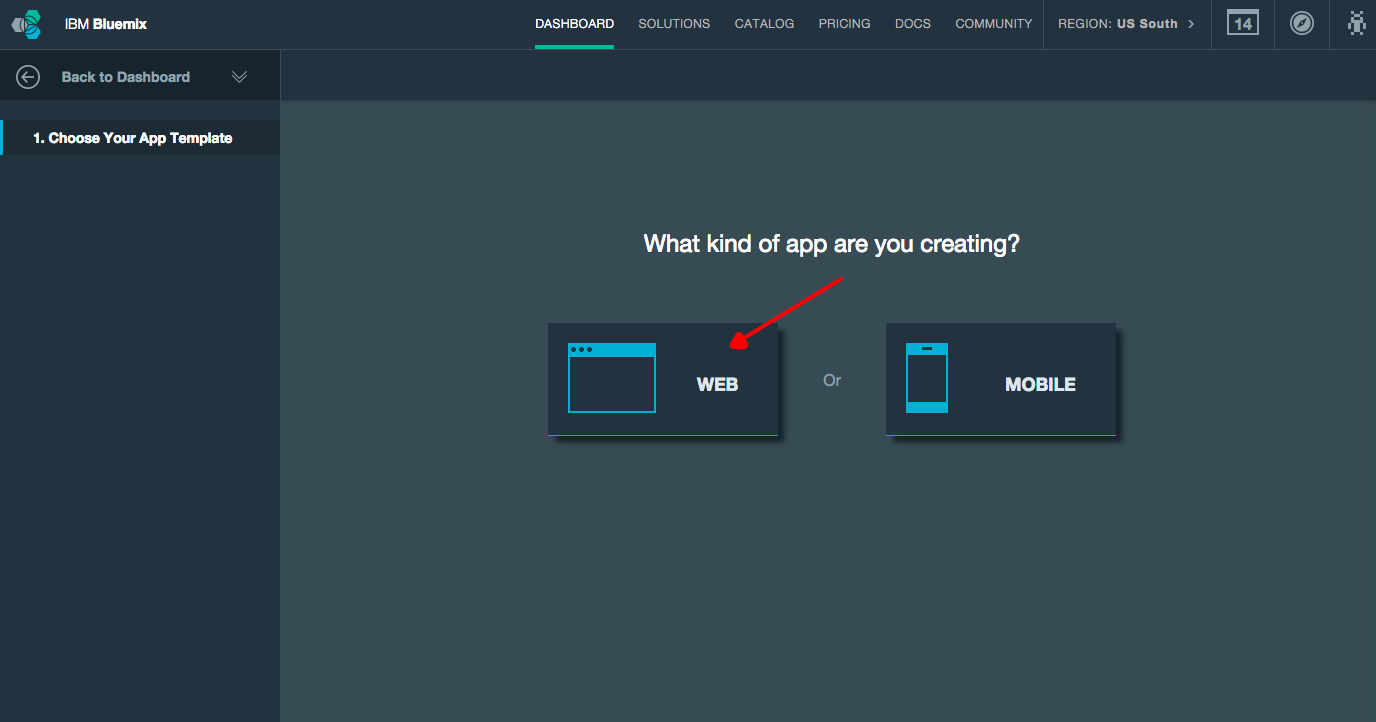 IBM Bluemix
DASHBOARD SOLUTIONS CATALOG PRICING DOCS COMMUNITY REGION: US South 14
Back to Dashboard
1. Choose Your App Template
What kind of app are you creating?
WEB Or MOBILE